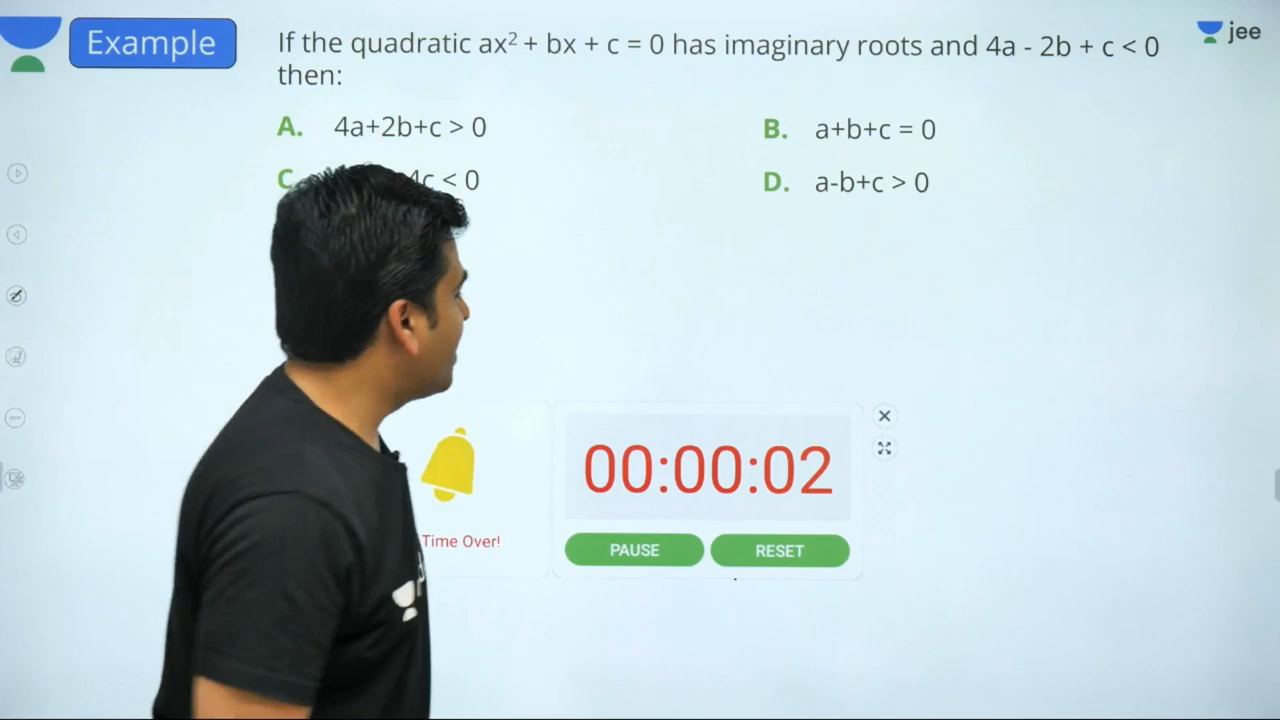 Example
If the quadratic ax² + bx + c = 0 has imaginary roots and 4a - 2b + c < 0
then:
jee
A. 4a+2b+c > 0
B. a+b+c = 0
C 4c < 0
D. a-b+c > 0
00:00:02
Time Over!
PAUSE
RESET